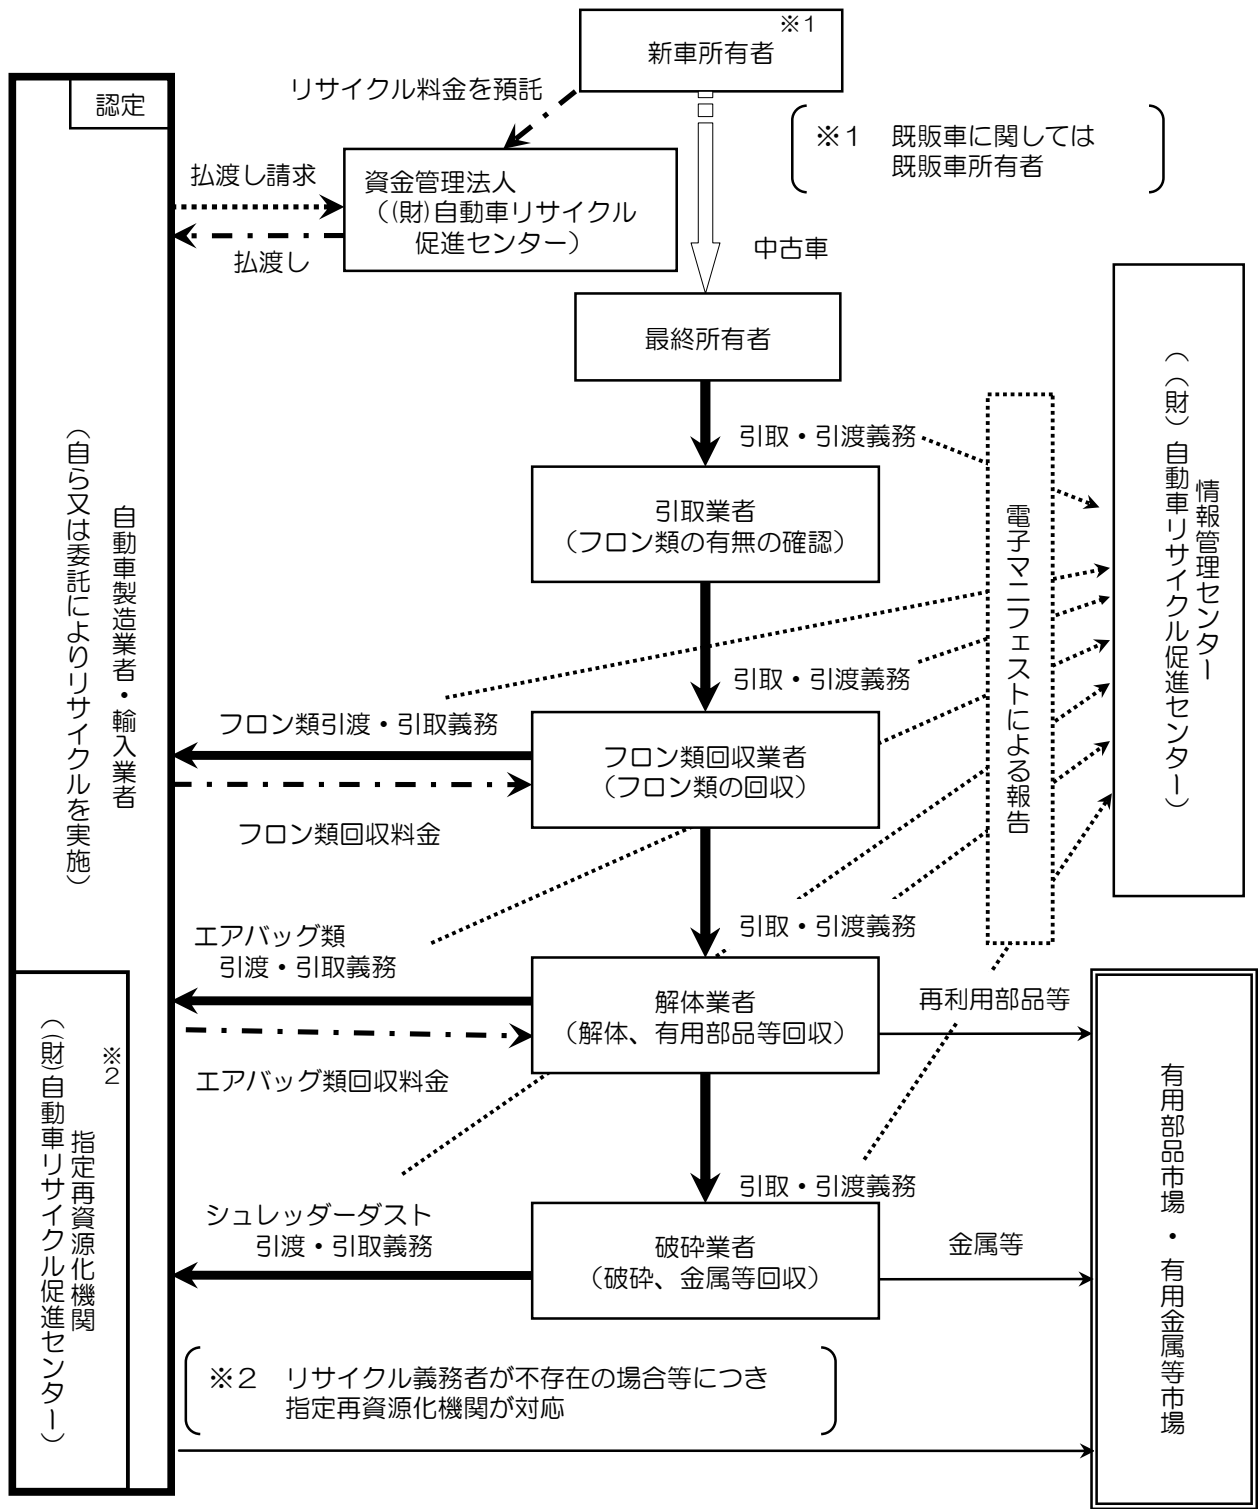 ※１
新車所有者
リサイクル料金を預託
認定
※１　既販車に関しては
既販車所有者
払渡し請求
資金管理法人
（(財)自動車リサイクル
促進センター）
払渡し
中古車
最終所有者
引取・引渡義務
引取業者
（フロン類の有無の確認）
電子マニフェストによる報告
情報管理センター
（（財）自動車リサイクル促進センター）
自動車製造業者・輸入業者
（自ら又は委託によりリサイクルを実施）
引取・引渡義務
フロン類引渡・引取義務
フロン類回収業者
（フロン類の回収）
フロン類回収料金
引取・引渡義務
エアバッグ類
引渡・引取義務
解体業者
（解体、有用部品等回収）
再利用部品等
エアバッグ類回収料金
※２
指定再資源化機関
（（財）自動車リサイクル促進センター）
有用部品市場・有用金属等市場
引取・引渡義務
シュレッダーダスト
引渡・引取義務
破砕業者
（破砕、金属等回収）
金属等
※２　リサイクル義務者が不存在の場合等につき
指定再資源化機関が対応